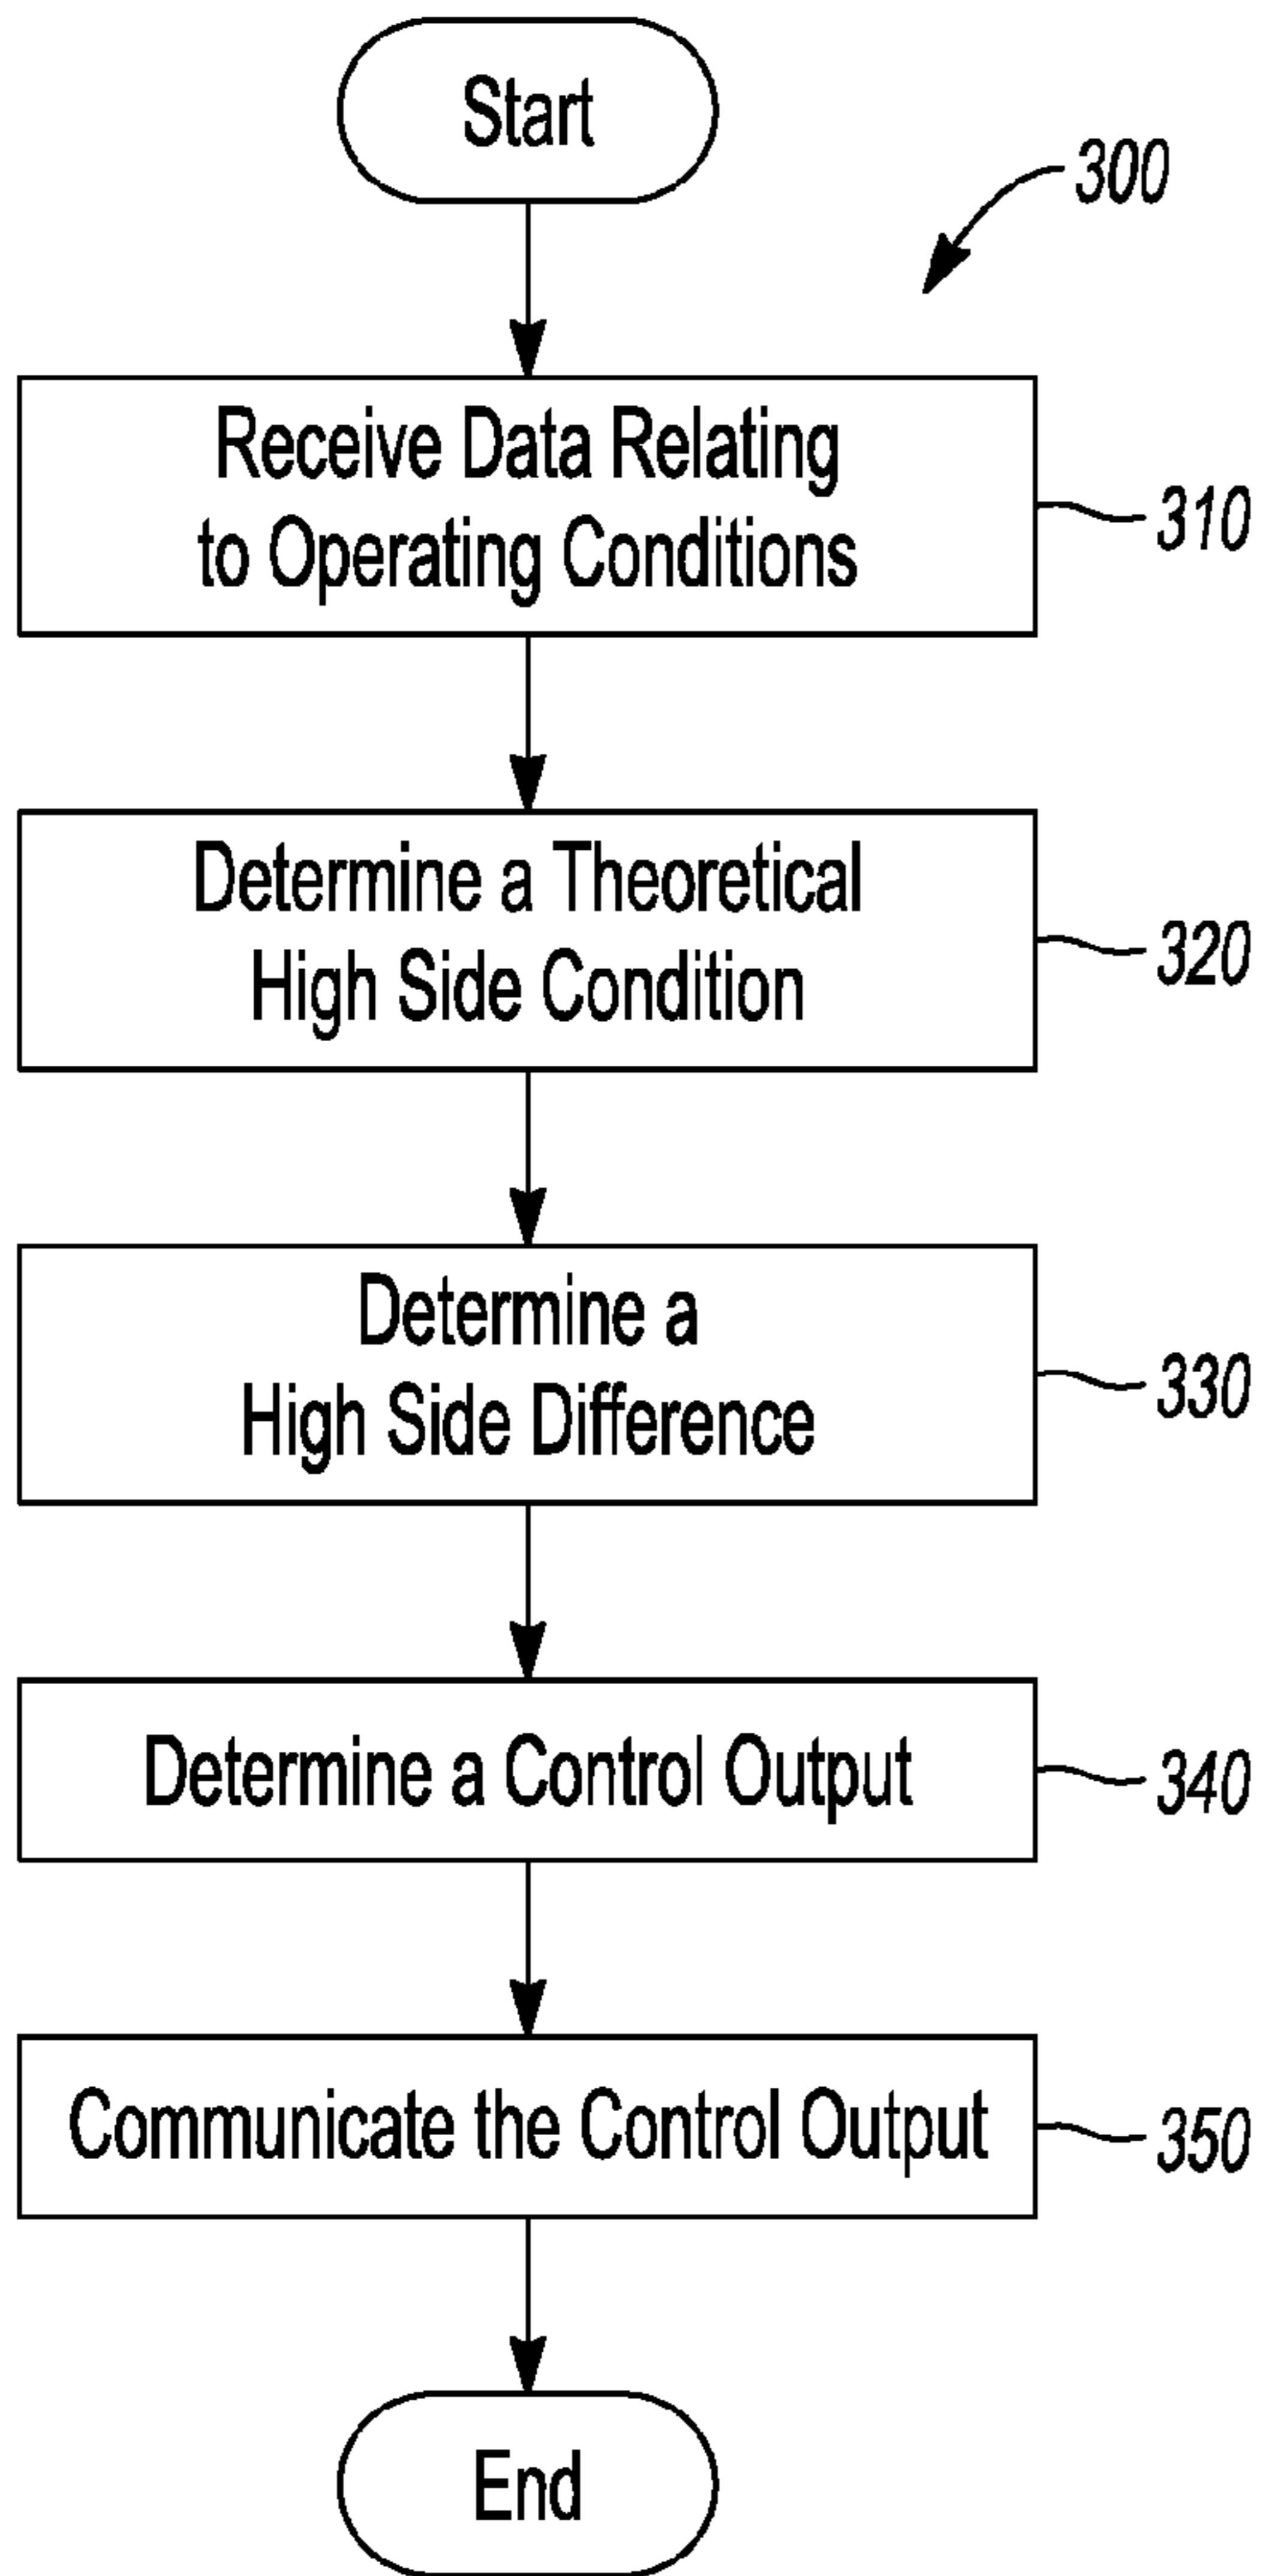 Start
300
Receive Data Relating
to Operating Conditions
310
Determine a Theoretical
High Side Condition
320
Determine a
High Side Difference
330
Determine a Control Output
340
Communicate the Control Output
350
End